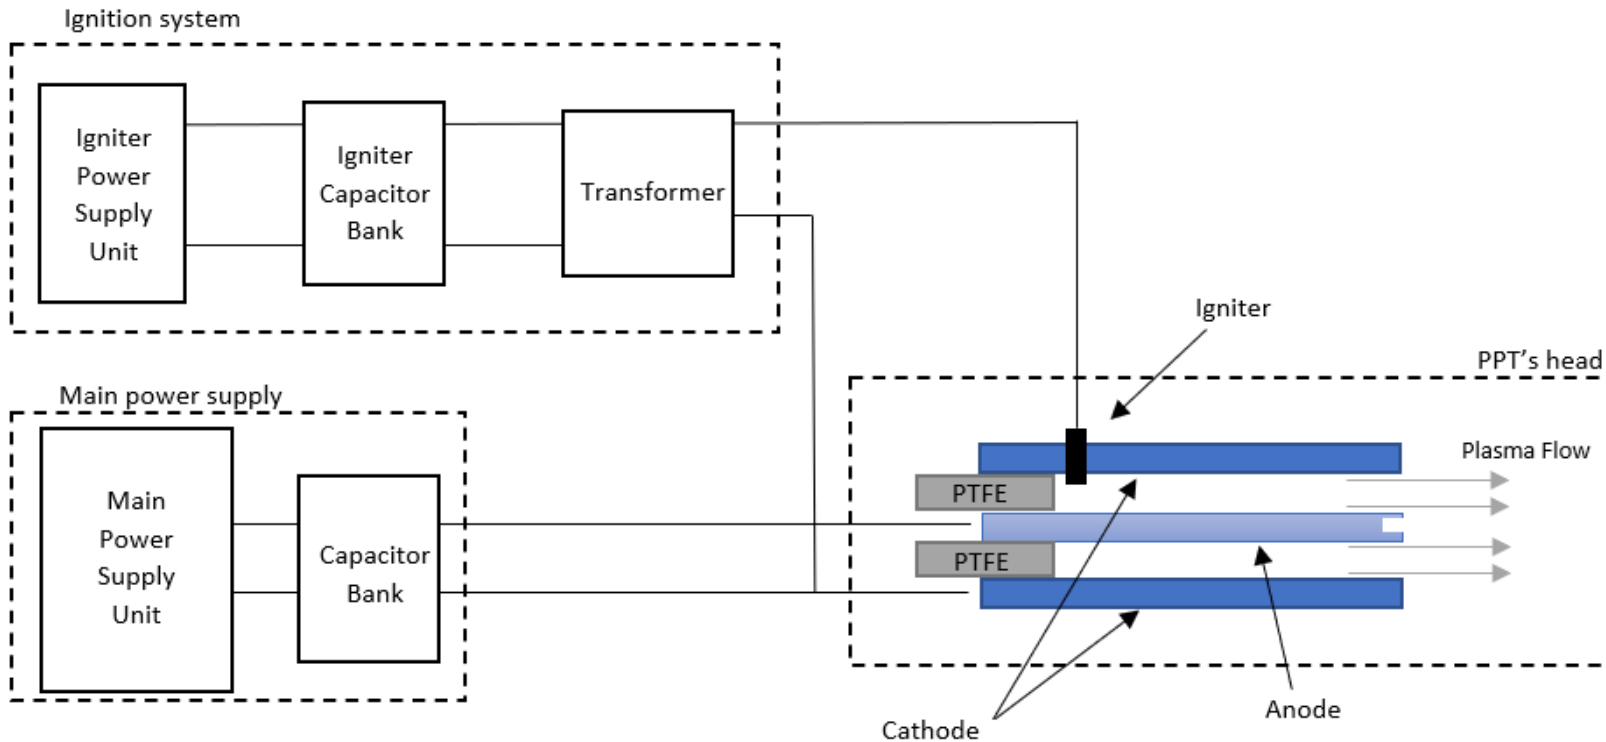 Ignition system
Igniter
Power
Supply
Unit
Igniter
Capacitor
Bank
Transformer
Igniter
PPT's head
Main power supply
Main
Power
Supply
Unit
Capacitor
Bank
Plasma Flow
PTFE
PTFE
Cathode
Anode